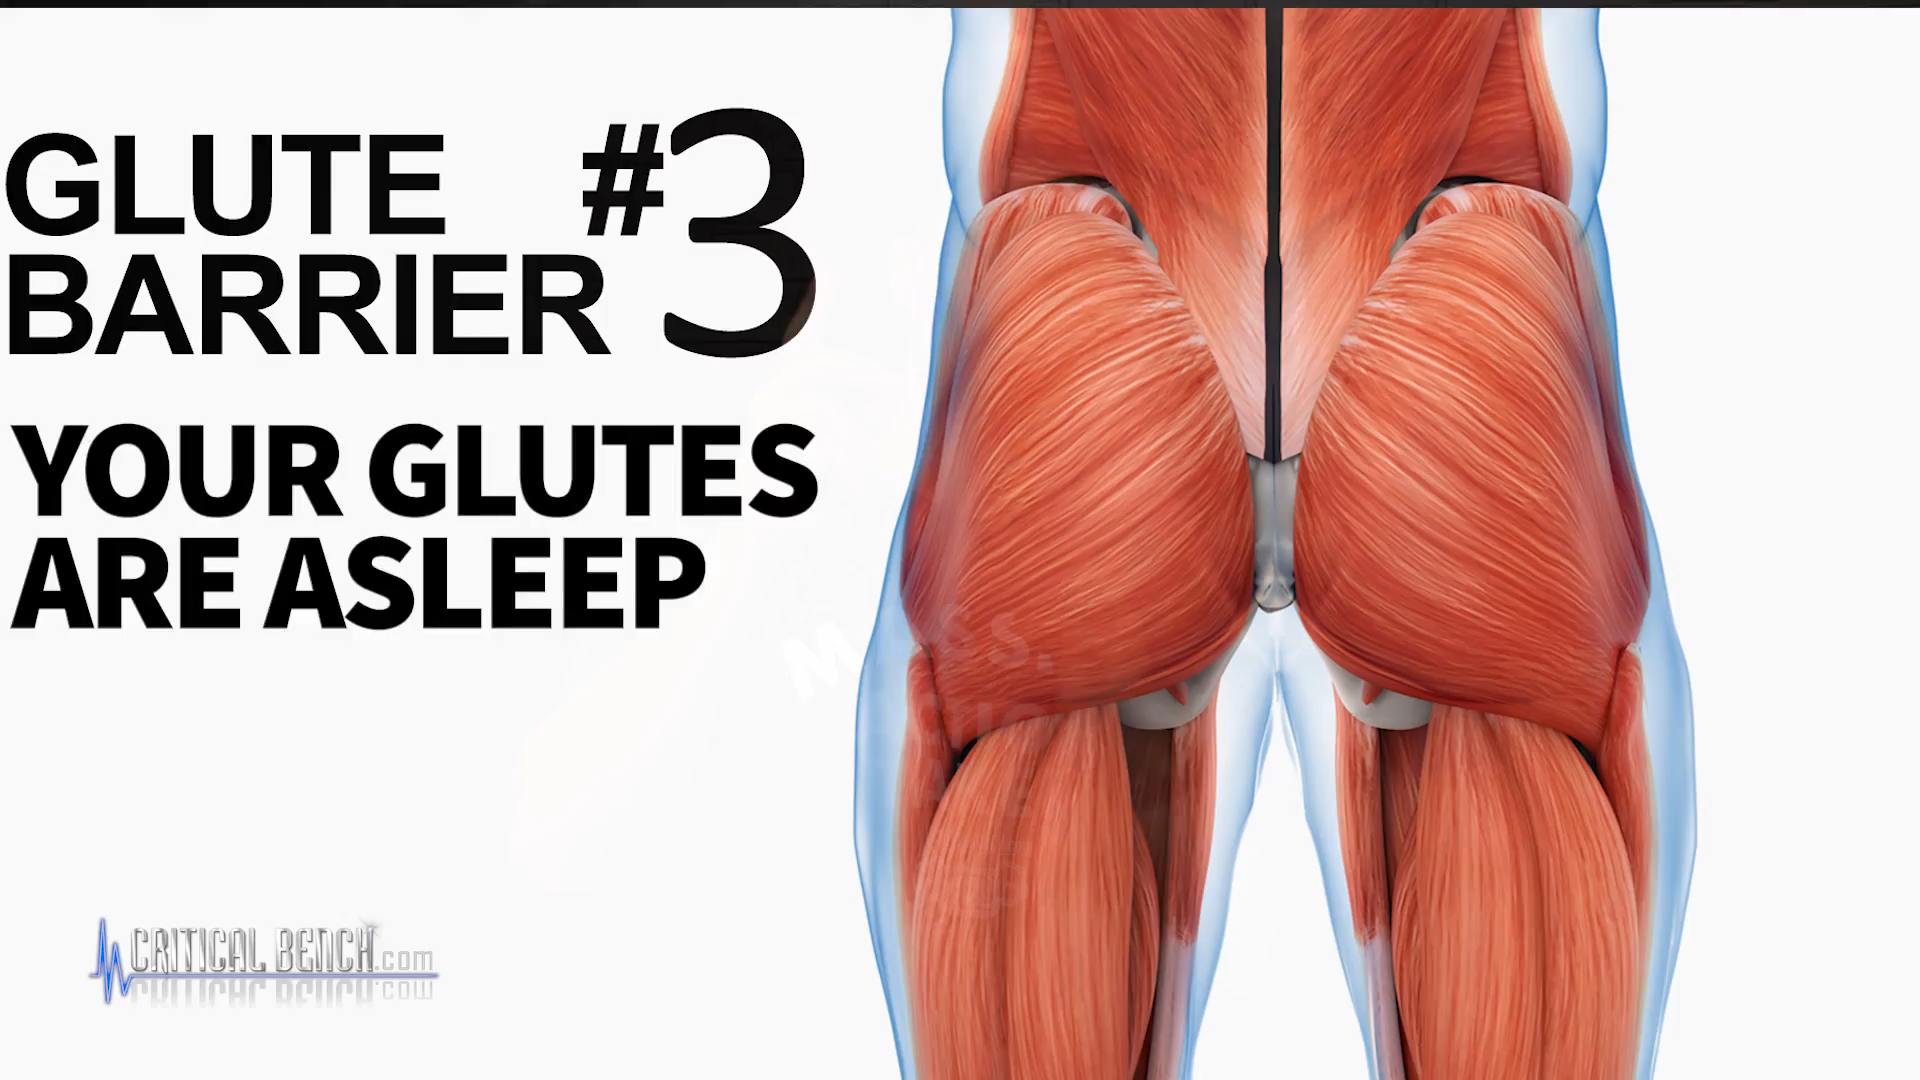 GLUTE #3
BARRIER
YOUR GLUTES
ARE ASLEEP
CRITICAL BENCH.com